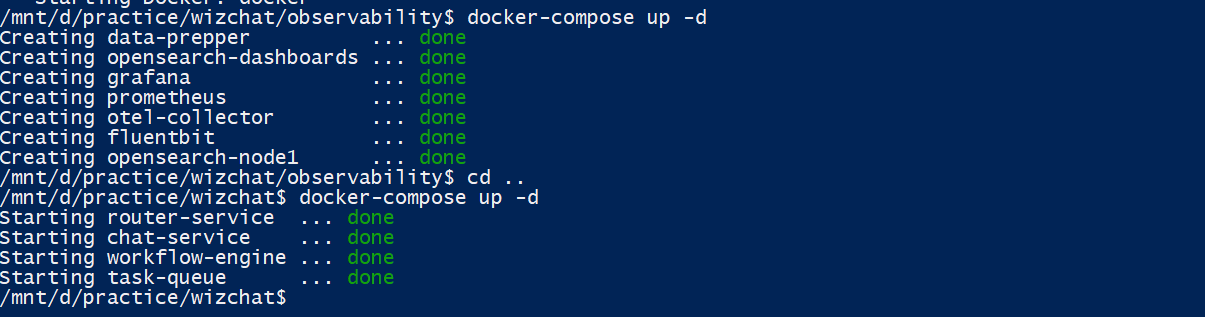 Starting Docker: docker
/mnt/d/practice/wizchat/observability$ docker-compose up -d
Creating data-prepper          ... done
Creating opensearch-dashboards ... done
Creating grafana               ... done
Creating prometheus            ... done
Creating otel-collector        ... done
Creating fluentbit             ... done
Creating opensearch-node1      ... done
/mnt/d/practice/wizchat/observability$ cd ..
/mnt/d/practice/wizchat$ docker-compose up -d
Starting router-service  ... done
Starting chat-service    ... done
Starting workflow-engine ... done
Starting task-queue      ... done
/mnt/d/practice/wizchat$